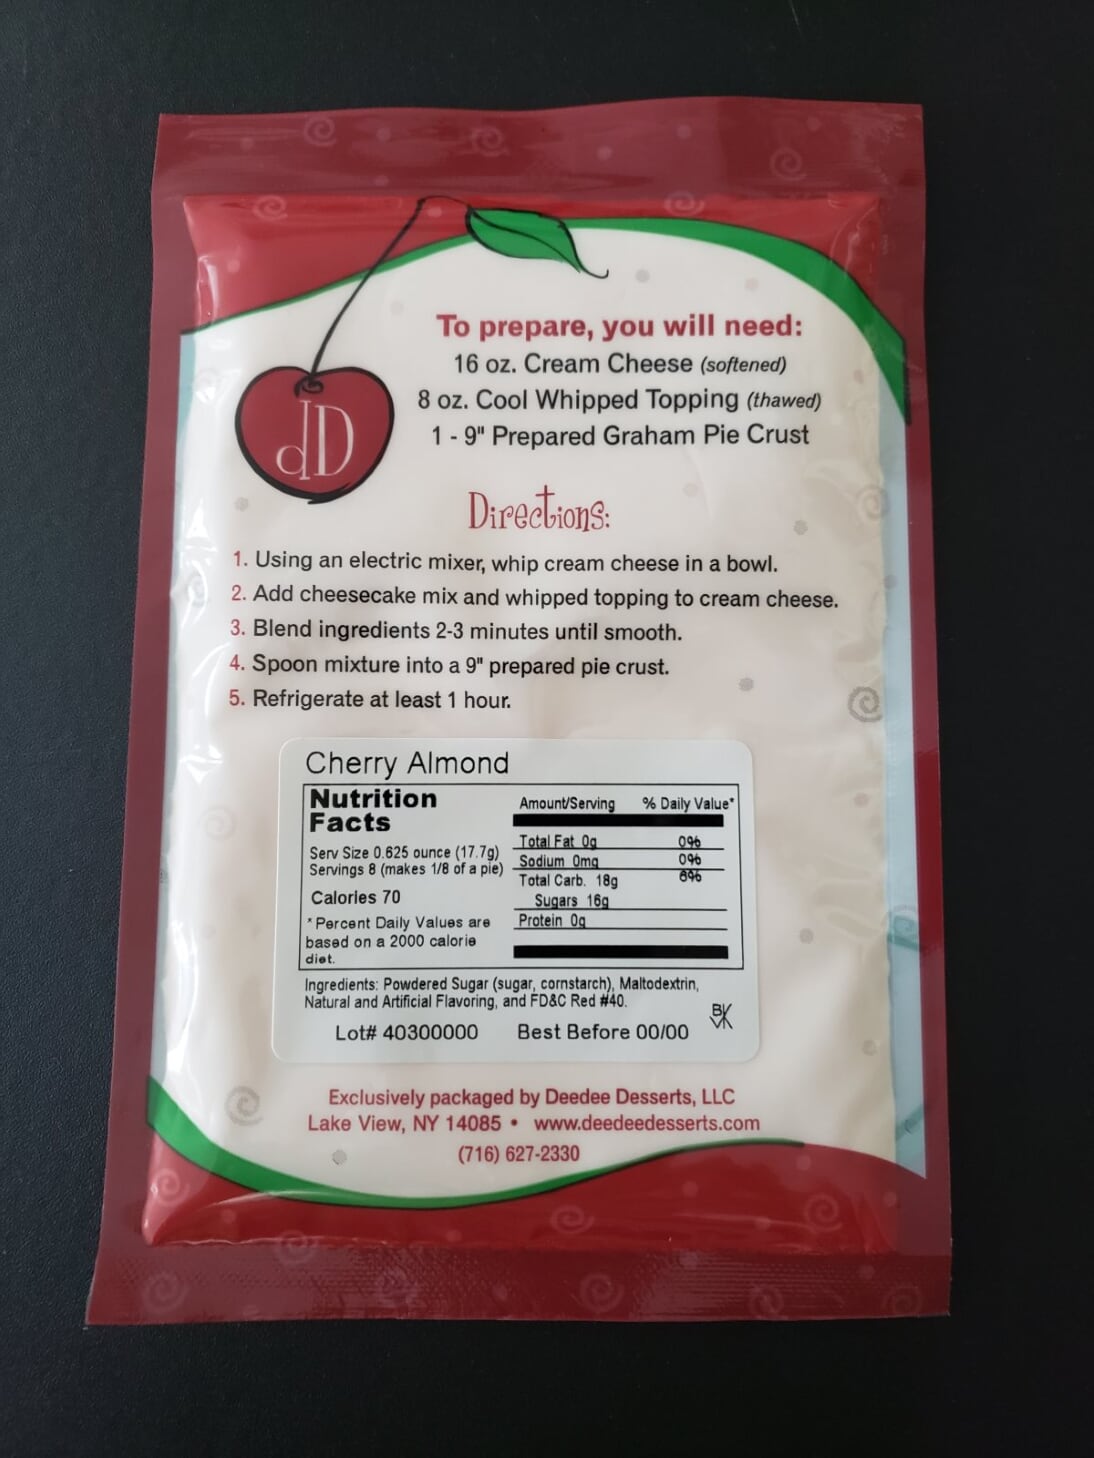 To prepare, you will need:
16 oz. Cream Cheese (softened)
8 oz. Cool Whipped Topping (thawed)
1 - 9" Prepared Graham Pie Crust
dD
Directions:
1. Using an electric mixer, whip cream cheese in a bowl.
2. Add cheesecake mix and whipped topping to cream cheese.
3. Blend ingredients 2-3 minutes until smooth.
4. Spoon mixture into a 9" prepared pie crust.
5. Refrigerate at least 1 hour.
Cherry Almond
Nutrition
Facts
Serv Size 0.625 ounce (17.7g)
Servings 8 (makes 1/8 of a pie)
Calories 70
* Percent Daily Values are
based on a 2000 calorie
diet.
Amount/Serving % Daily Value*
Total Fat 0g 0%
Sodium 0mg 0%
Total Carb. 18g 6%
Sugars 16g
Protein 0g
Ingredients: Powdered Sugar (sugar, cornstarch), Maltodextrin,
Natural and Artificial Flavoring, and FD&C Red #40.
Lot# 40300000 Best Before 00/00
Exclusively packaged by Deedee Desserts, LLC
Lake View, NY 14085 • www.deedeedesserts.com
(716) 627-2330